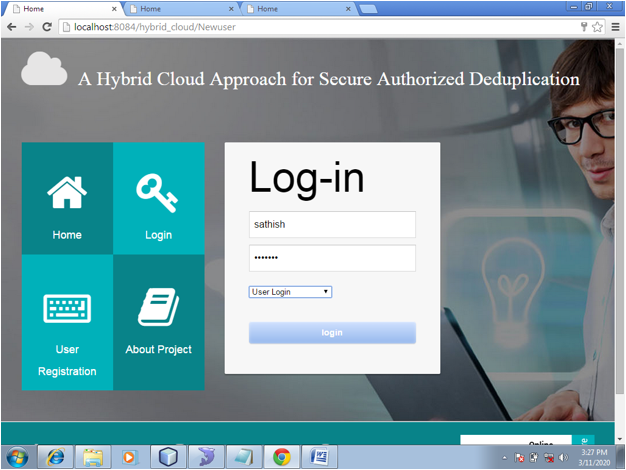 Home
Home
Home
localhost:8084/hybrid_cloud/Newuser
A Hybrid Cloud Approach for Secure Authorized Deduplication
Log-in
sathish
•••••••
User Login
login
Home
Login
User
Registration
About Project
Online
3:27 PM
3/11/2020